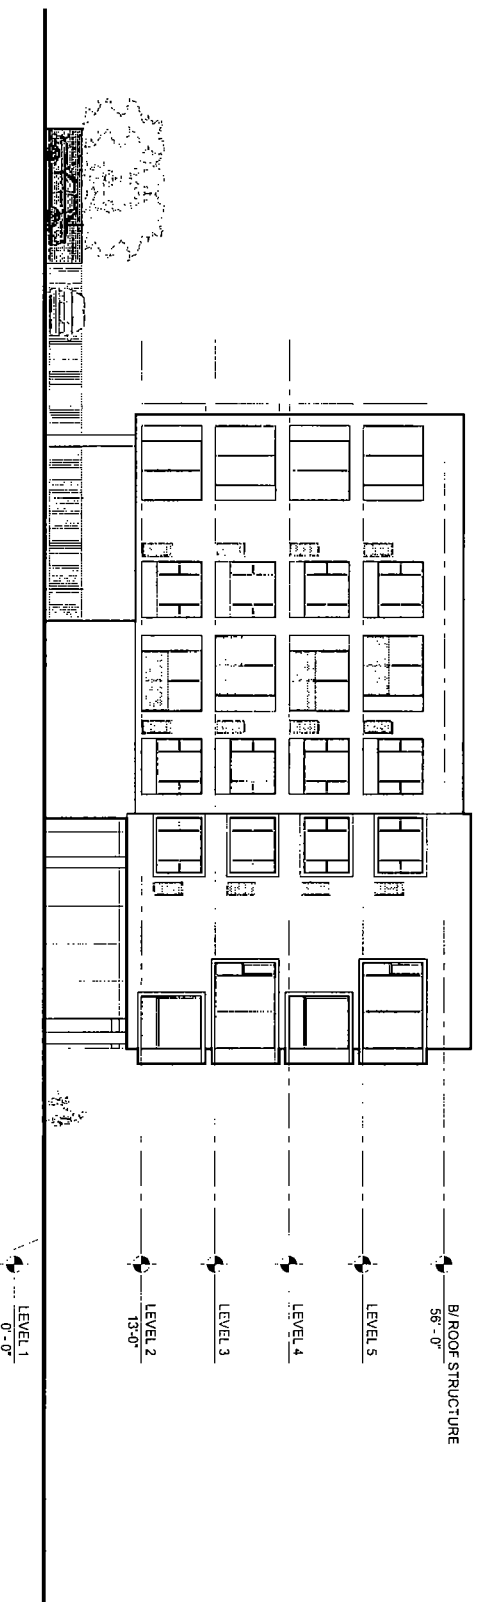 B/ ROOF STRUCTURE
56' - 0"
LEVEL 5
LEVEL 4
LEVEL 3
LEVEL 2
13'-0"
LEVEL 1
0' - 0"